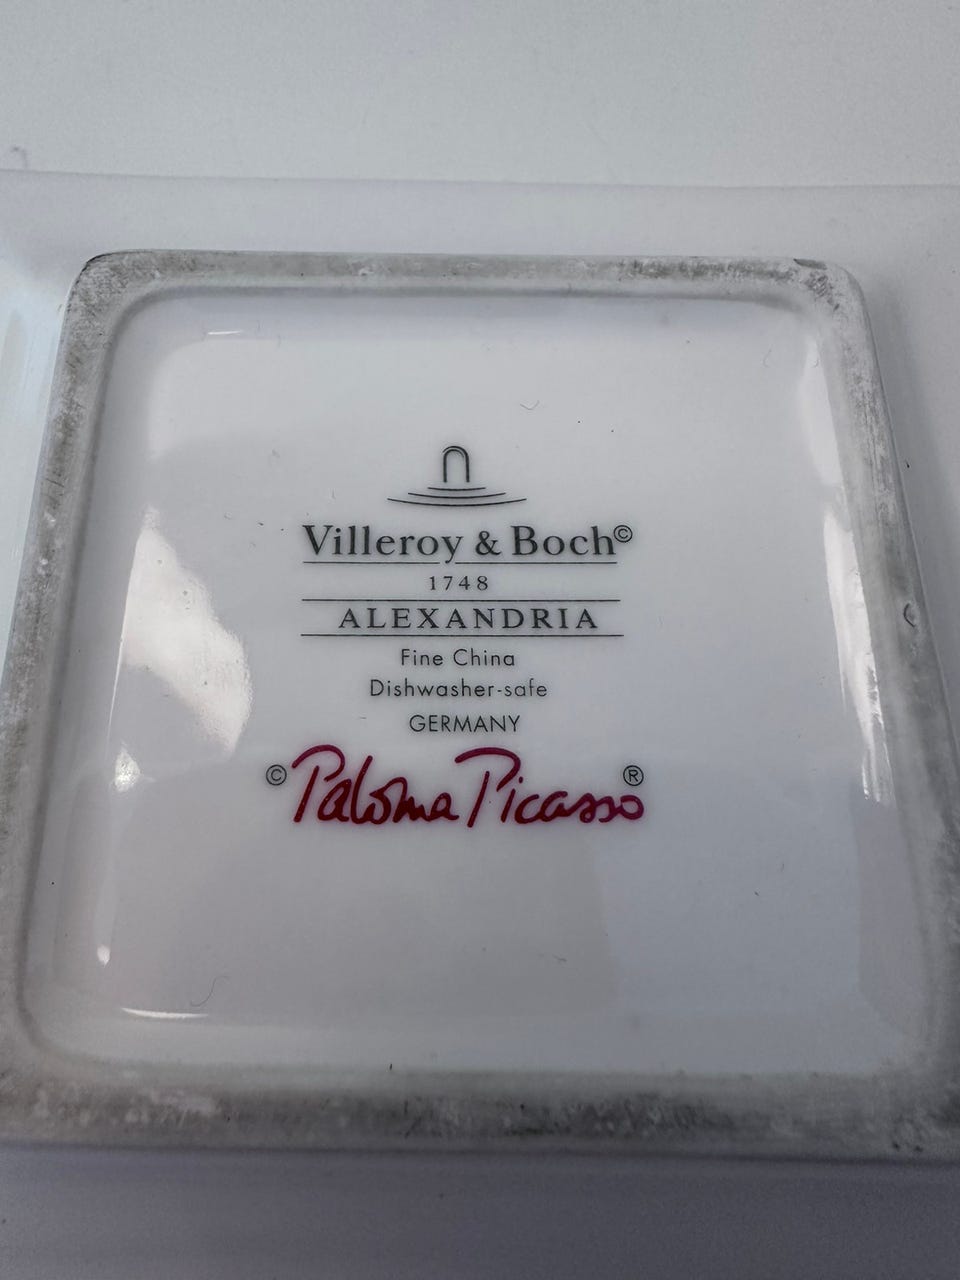 Villeroy & Boch©
1748
ALEXANDRIA
Fine China
Dishwasher-safe
GERMANY
© Paloma Picasso ®